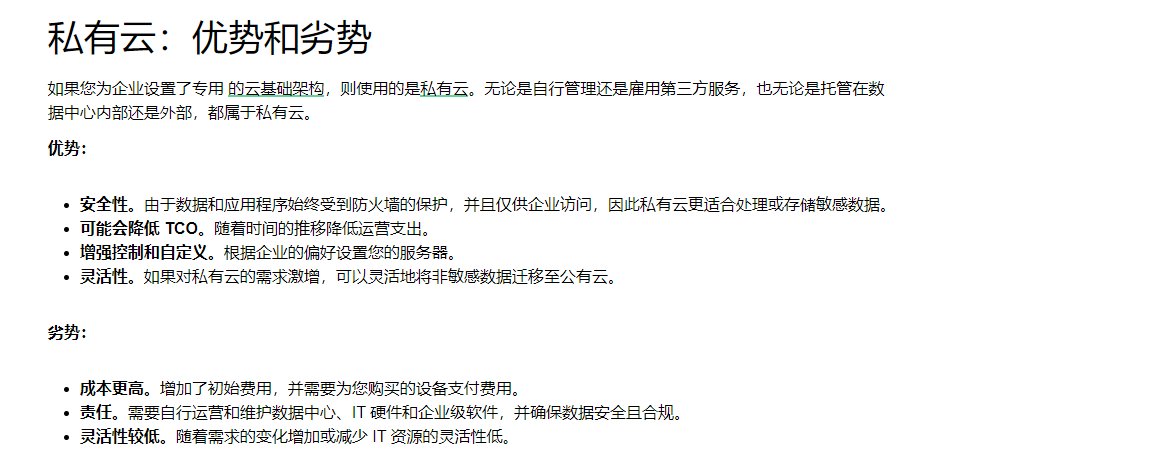 私有云：优势和劣势
如果您为企业设置了专用 的云基础架构，则使用的是私有云。无论是自行管理还是雇用第三方服务，也无论是托管在数
据中心内部还是外部，都属于私有云。
优势：
• 安全性。由于数据和应用程序始终受到防火墙的保护，并且仅供企业访问，因此私有云更适合处理或存储敏感数据。
• 可能会降低 TCO。随着时间的推移降低运营支出。
• 增强控制和自定义。根据企业的偏好设置您的服务器。
• 灵活性。如果对私有云的需求激增，可以灵活地将非敏感数据迁移至公有云。
劣势：
• 成本更高。增加了初始费用，并需要为您购买的设备支付费用。
• 责任。需要自行运营和维护数据中心、IT 硬件和企业级软件，并确保数据安全且合规。
• 灵活性较低。随着需求的变化增加或减少 IT 资源的灵活性低。